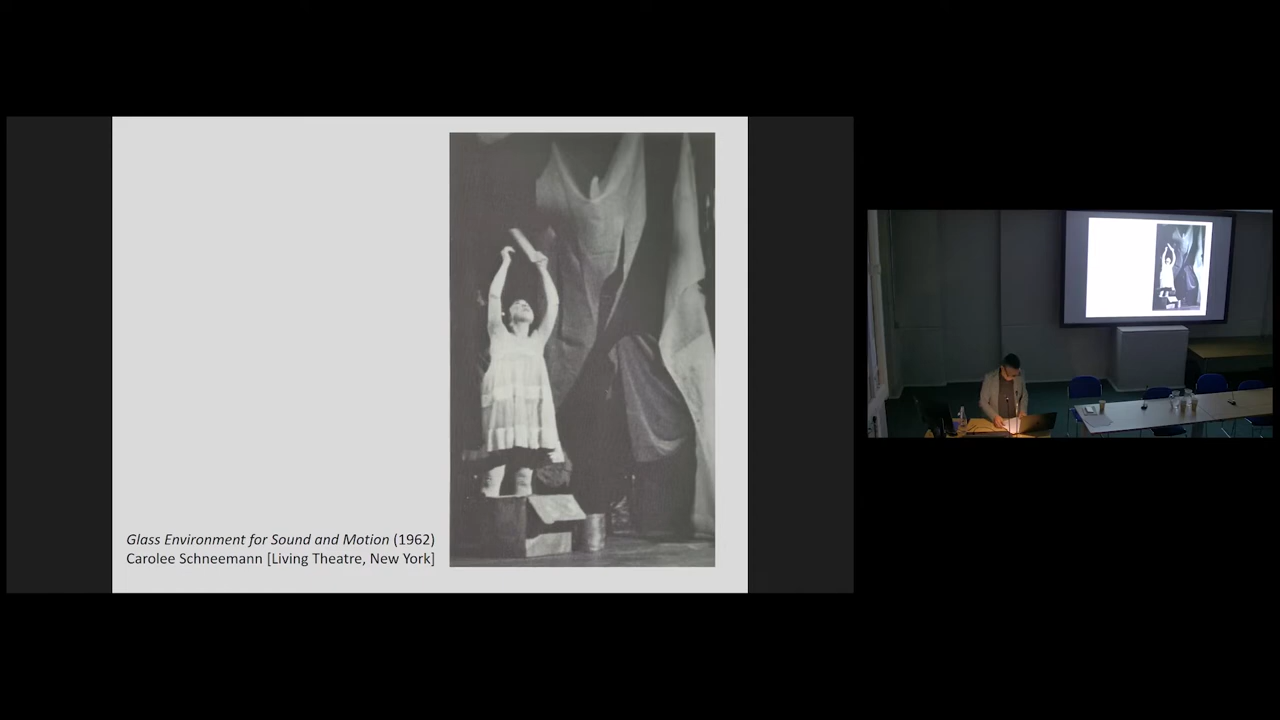 Glass Environment for Sound and Motion (1962)
Carolee Schneemann [Living Theatre, New York]